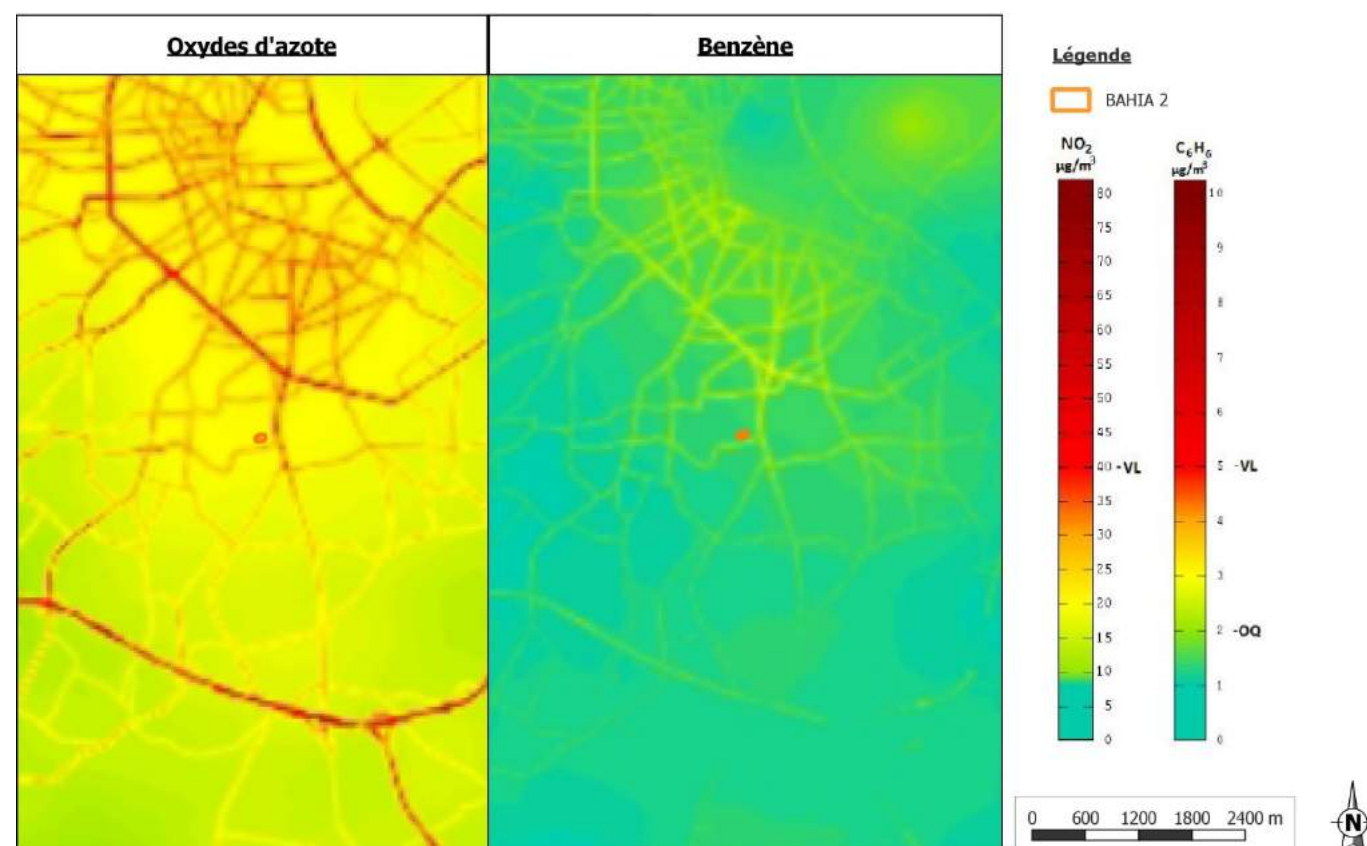 Oxydes d'azote
Benzène
Légende
BAHIA 2
NO₂
µg/m³
80
75
70
65
60
55
50
45
40 -VL
35
30
25
20
15
10
5
0
C₆H₆
µg/m³
10
9
8
7
6
5 -VL
4
3
2 -OQ
1
0
0 600 1200 1800 2400 m
N